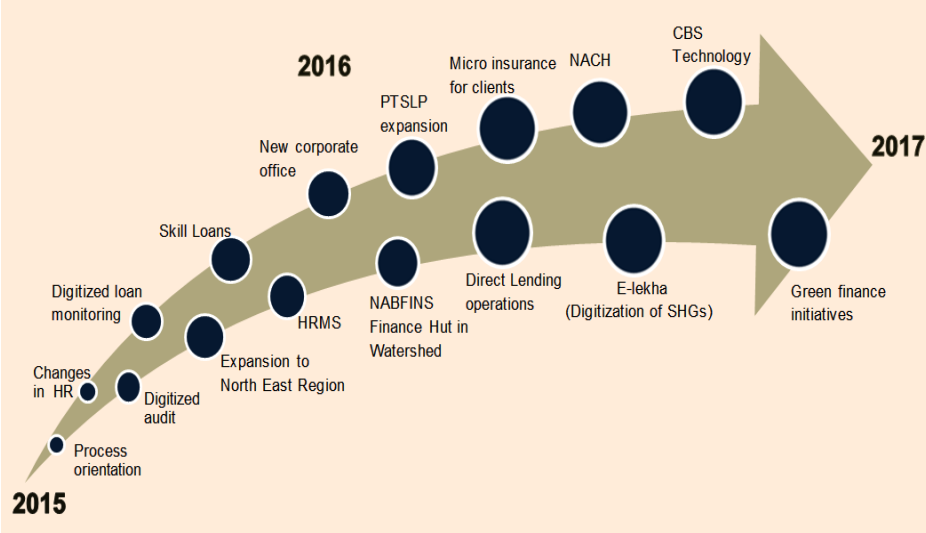 CBS
Technology
2016
Micro insurance
for clients
NACH
PTSLP
expansion
New corporate
office
2017
Skill Loans
Digitized loan
monitoring
Direct Lending
operations
E-lekha
(Digitization of SHGs)
Green finance
initiatives
NABFINS
Finance Hut in
Watershed
HRMS
Expansion to
North East Region
Changes
in HR
Digitized
audit
Process
orientation
2015